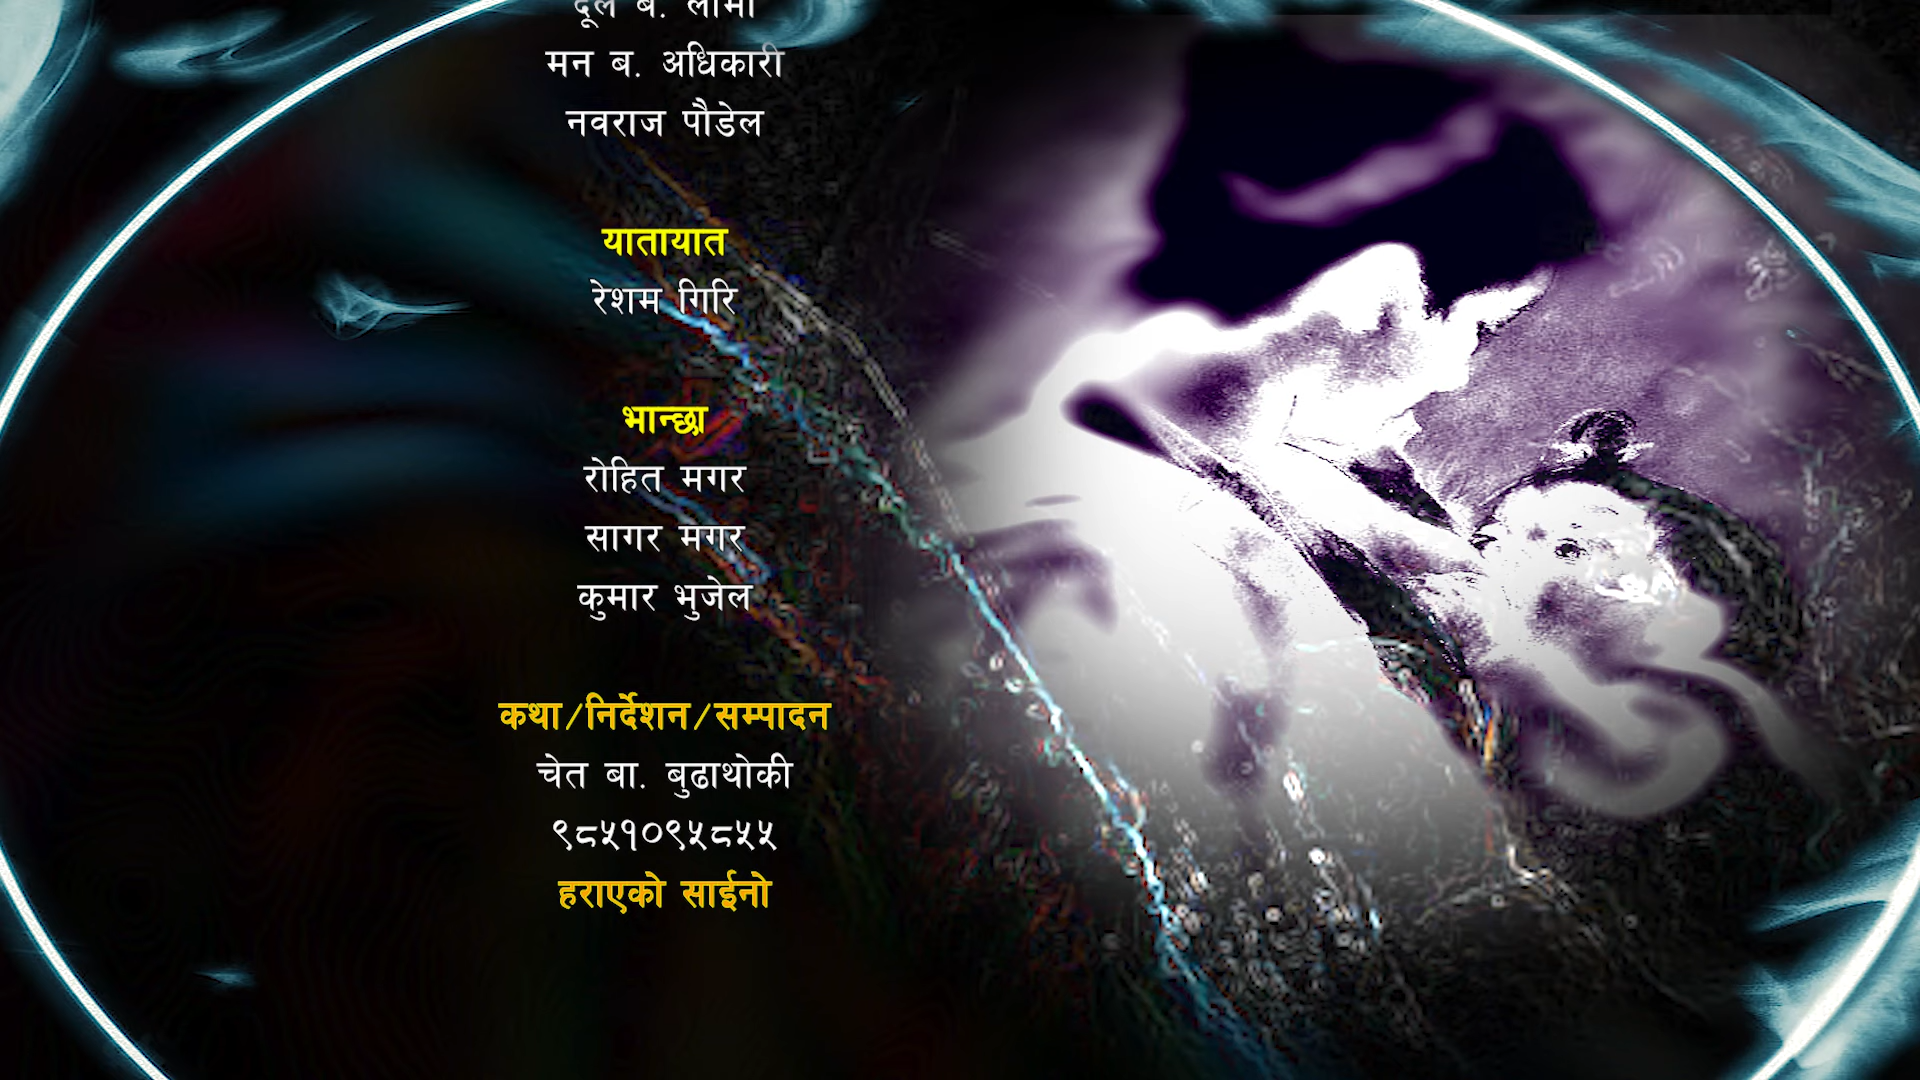 दूल ब. लामा
मन ब. अधिकारी
नवराज पौडेल
यातायात
रेशम गिरि
भान्छा
रोहित मगर
सागर मगर
कुमार भुजेल
कथा/निर्देशन/सम्पादन
चेत बा. बुढाथोकी
९८५१०९५८५५
हराएको साईनो